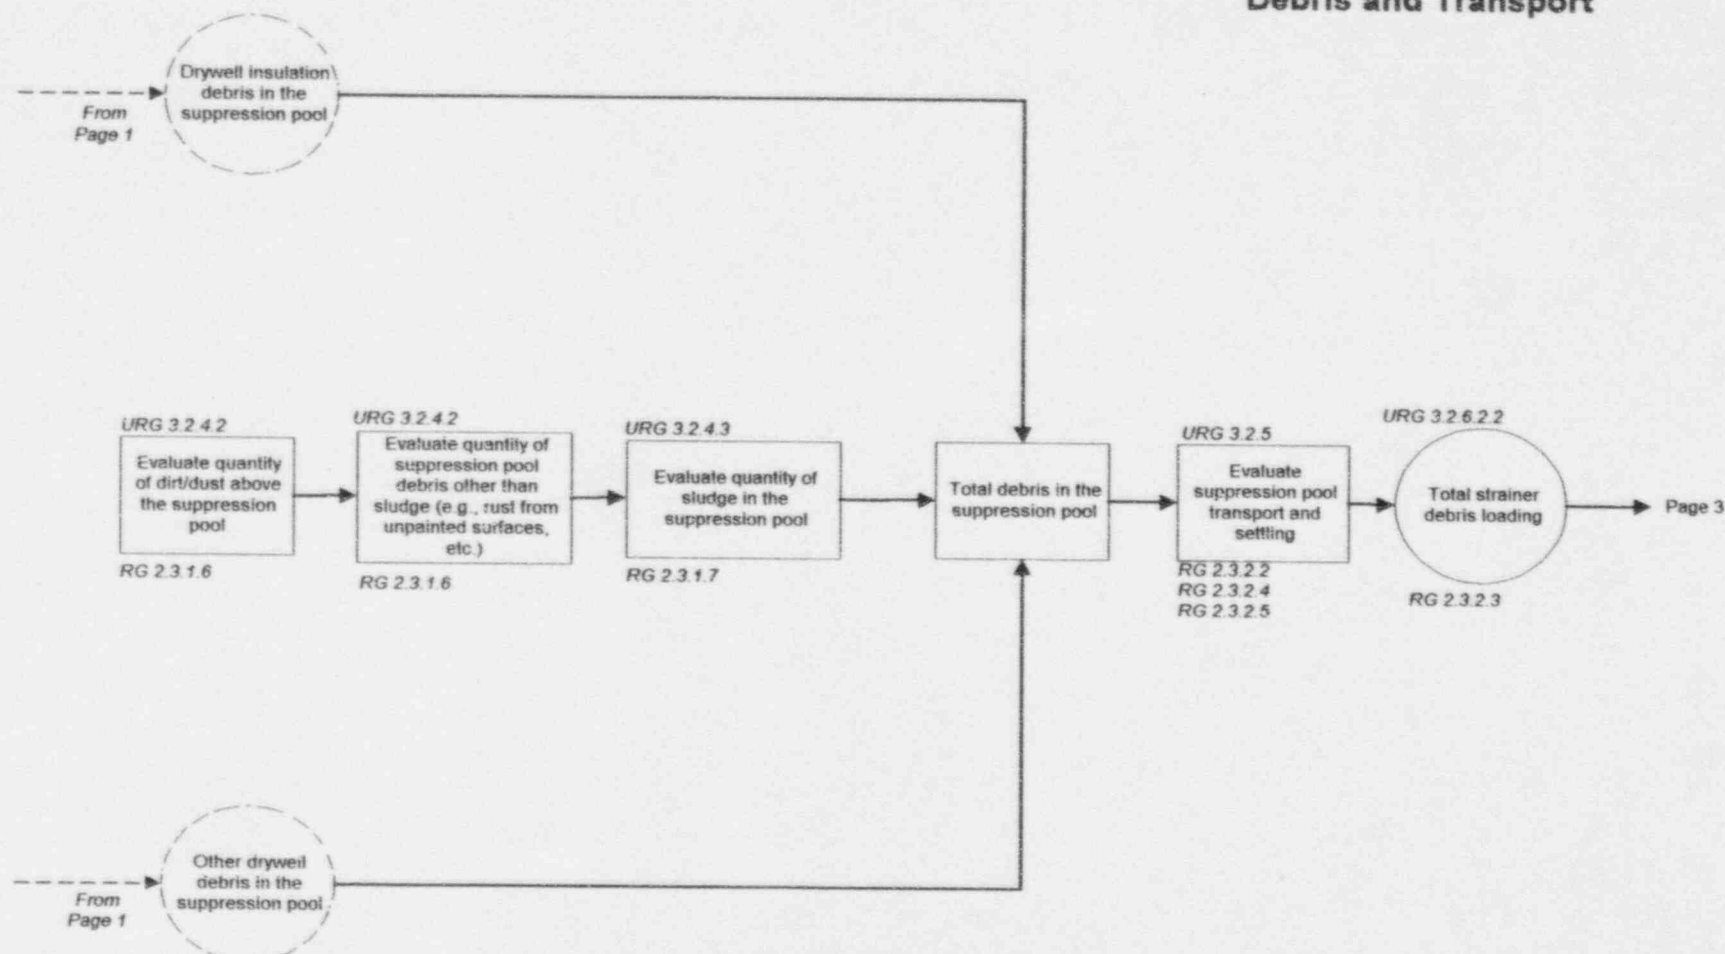 Debris and Transport
Drywell insulation
debris in the
suppression pool
From
Page 1
URG 3.2.4.2
Evaluate quantity
of dirt/dust above
the suppression
pool
RG 2.3.1.6
URG 3.2.4.2
Evaluate quantity of
suppression pool
debris other than
sludge (e.g., rust from
unpainted surfaces,
etc.)
RG 2.3.1.6
URG 3.2.4.3
Evaluate quantity of
sludge in the
suppression pool
RG 2.3.1.7
Total debris in the
suppression pool
URG 3.2.5
Evaluate
suppression pool
transport and
settling
RG 2.3.2.2
RG 2.3.2.4
RG 2.3.2.5
URG 3.2.6.2.2
Total strainer
debris loading
RG 2.3.2.3
Page 3
Other drywell
debris in the
suppression pool
From
Page 1